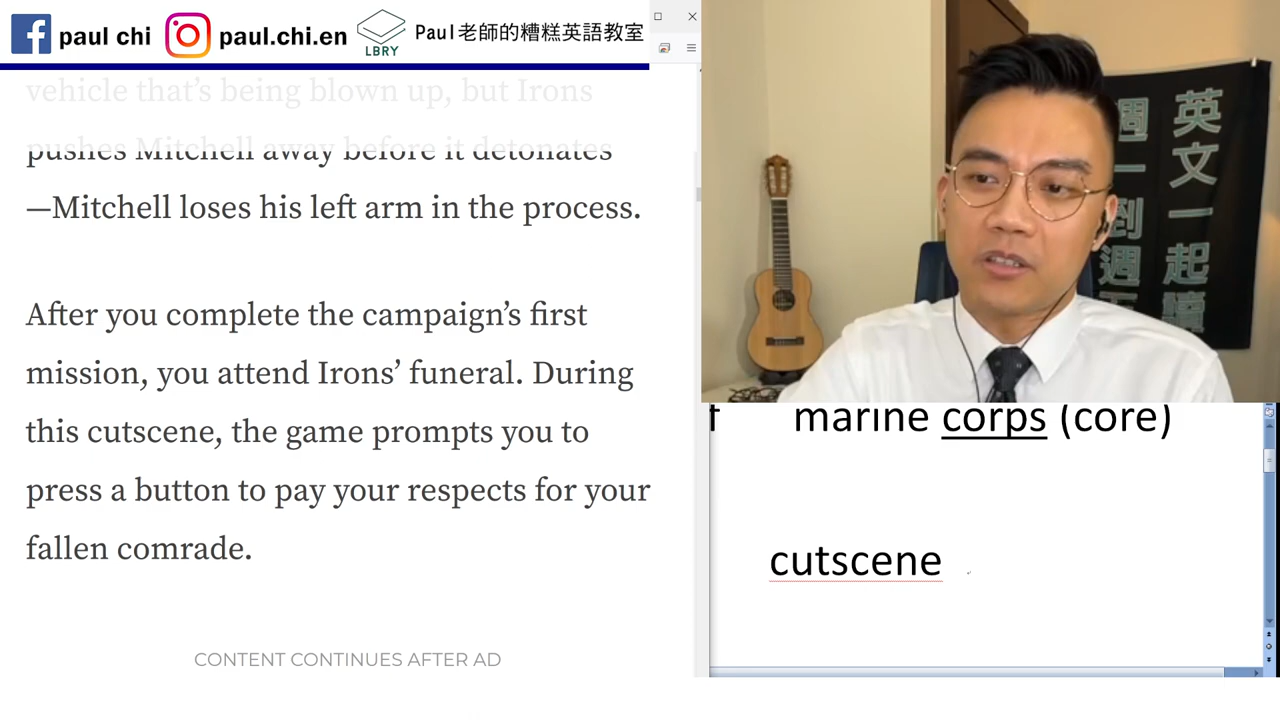 paul chi
paul.chi.en
LBRY
Paul老師的糟糕英語教室
vehicle that's being blown up, but Irons
pushes Mitchell away before it detonates
—Mitchell loses his left arm in the process.
After you complete the campaign's first
mission, you attend Irons' funeral. During
this cutscene, the game prompts you to
press a button to pay your respects for your
fallen comrade.
CONTENT CONTINUES AFTER AD
英文一起讀
週一到週五
marine corps (core)
cutscene